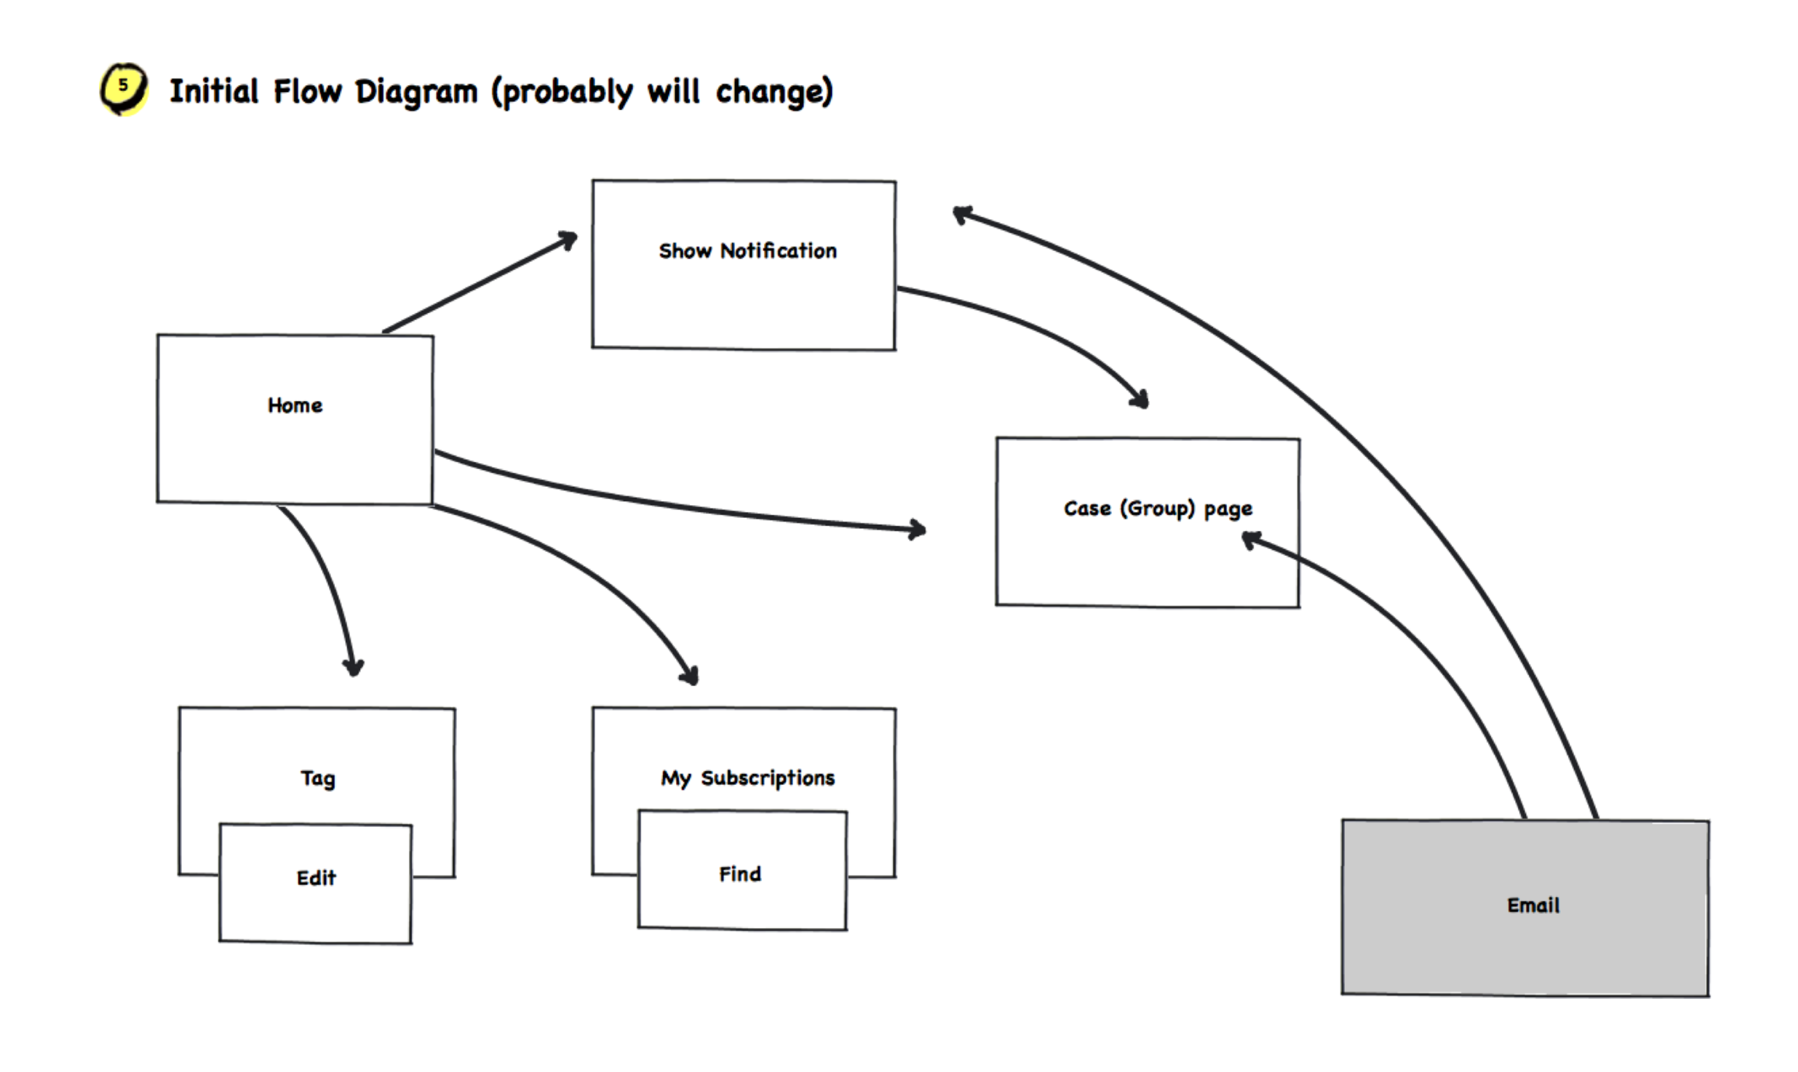 5
Initial Flow Diagram (probably will change)
Show Notification
Home
Case (Group) page
Tag
My Subscriptions
Edit
Find
Email